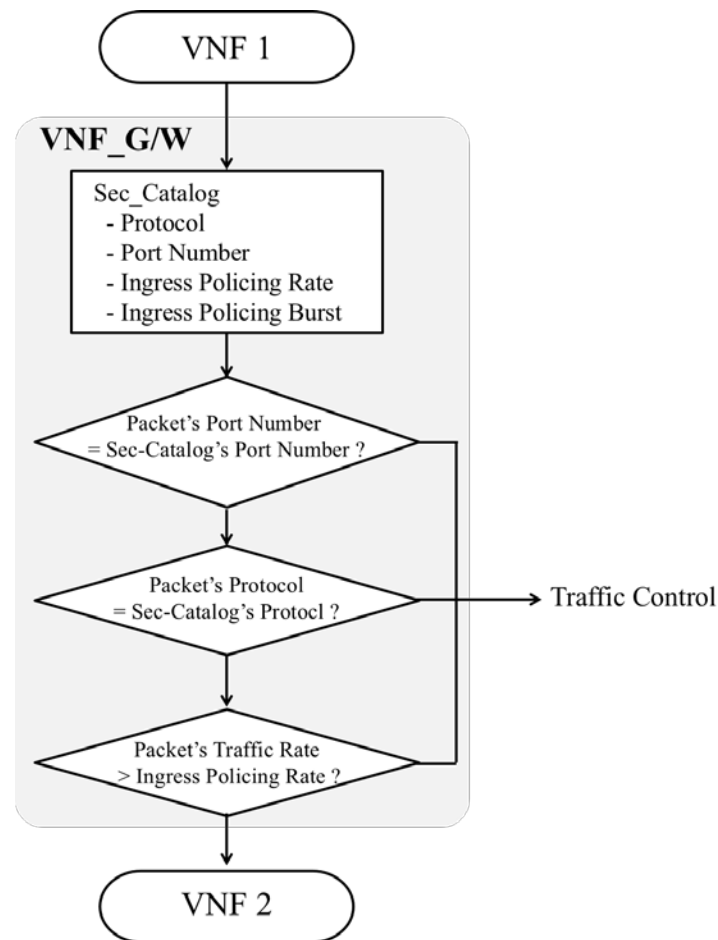 VNF 1
VNF_G/W
Sec_Catalog
- Protocol
- Port Number
- Ingress Policing Rate
- Ingress Policing Burst
Packet's Port Number
= Sec-Catalog's Port Number ?
Packet's Protocol
= Sec-Catalog's Protocl ?
Traffic Control
Packet's Traffic Rate
> Ingress Policing Rate ?
VNF 2